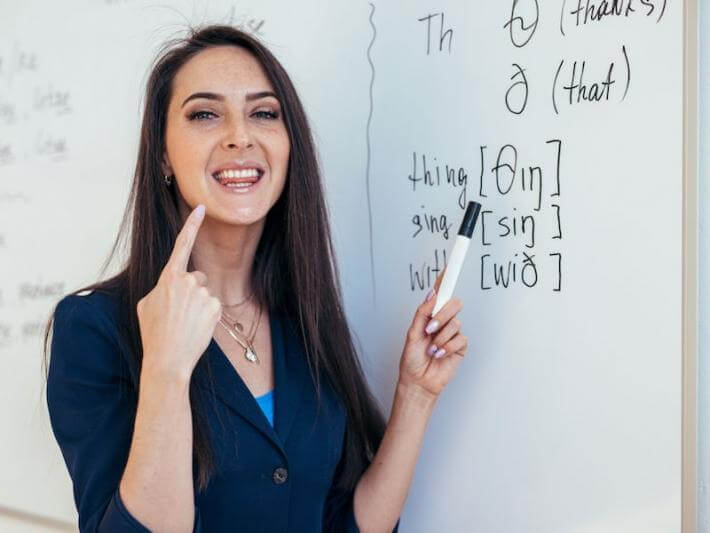 Th
θ (thanks)
ð (that)
thing [θiŋ]
sing [siŋ]
with [wið]